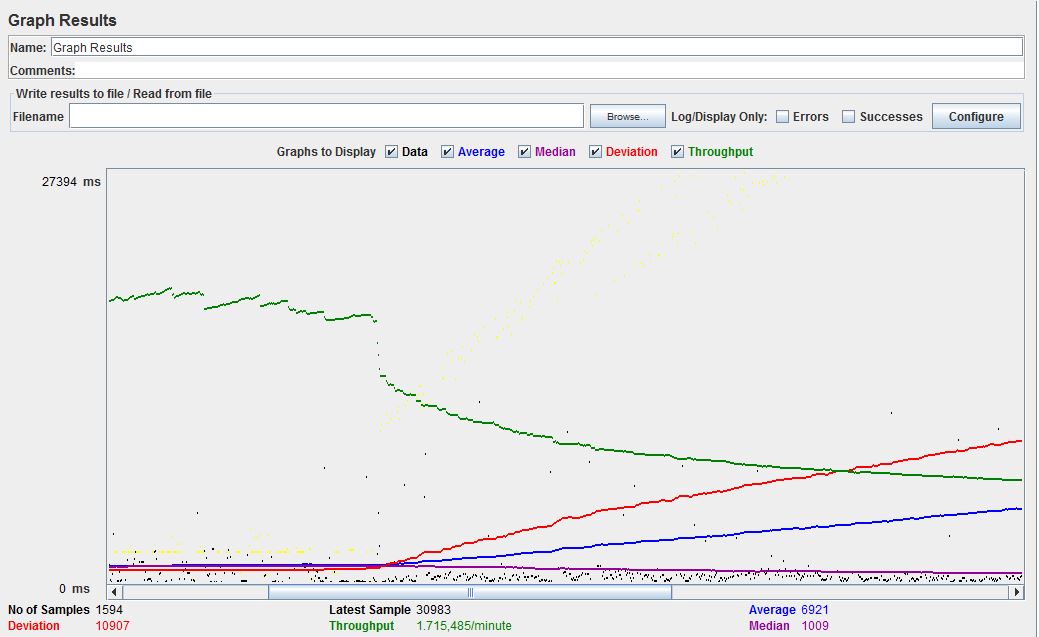 Graph Results
Name: Graph Results
Comments:
Write results to file / Read from file
Filename Browse... Log/Display Only: Errors Successes Configure
Graphs to Display Data Average Median Deviation Throughput
27394 ms
0 ms
No of Samples 1594 Latest Sample 30983 Average 6921
Deviation 10907 Throughput 1.715,485/minute Median 1009